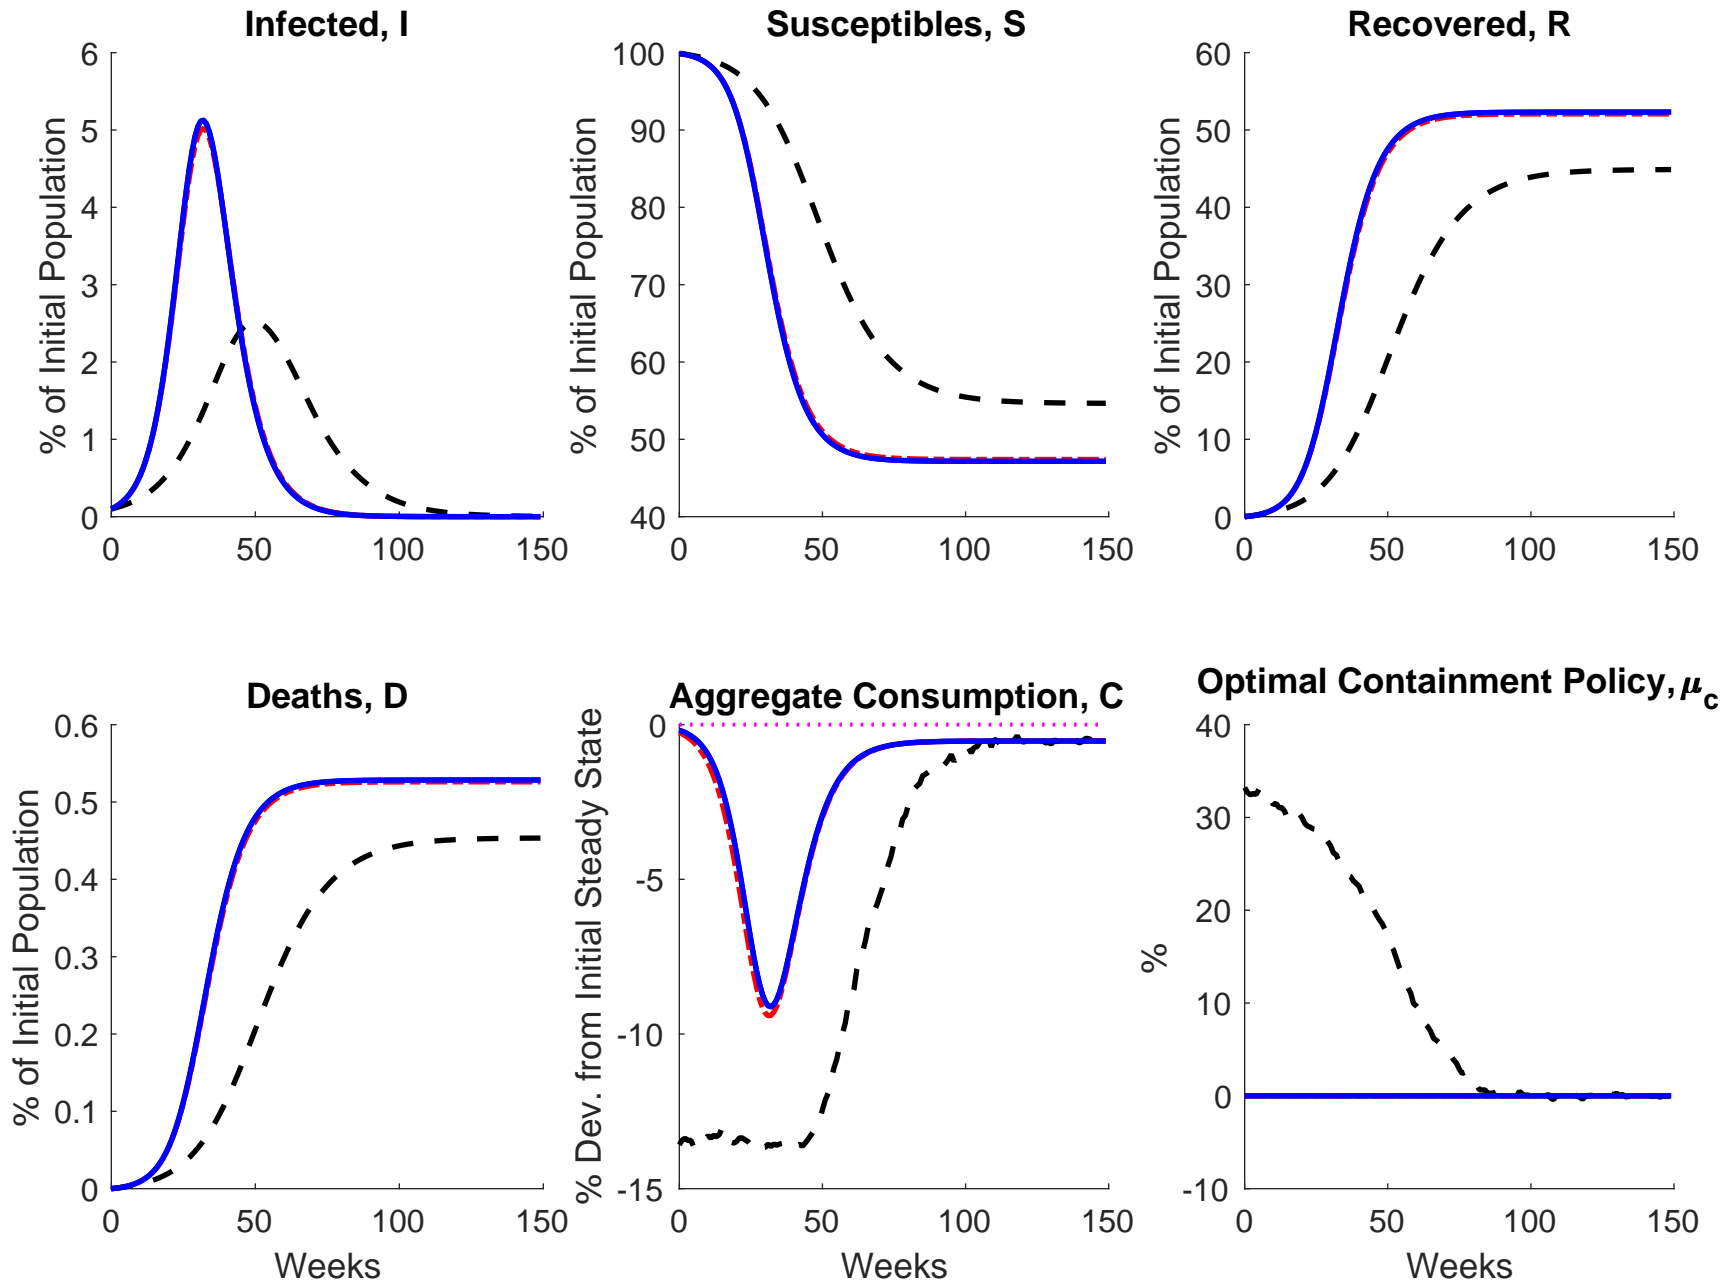 Infected, I
% of Initial Population
6
5
4
3
2
1
0
0 50 100 150
Susceptibles, S
% of Initial Population
100
90
80
70
60
50
40
0 50 100 150
Recovered, R
% of Initial Population
60
50
40
30
20
10
0
0 50 100 150
Deaths, D
% of Initial Population
0.6
0.5
0.4
0.3
0.2
0.1
0
0 50 100 150
Weeks
Aggregate Consumption, C
% Dev. from Initial Steady State
0
-5
-10
-15
0 50 100 150
Weeks
Optimal Containment Policy, μc
%
40
30
20
10
0
-10
0 50 100 150
Weeks